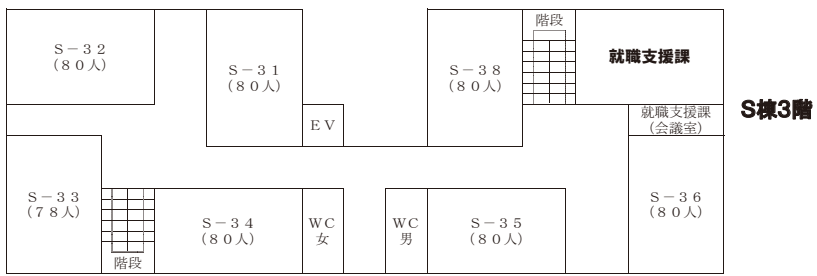 階段
Ｓ－３２
（８０人）
Ｓ－３１
（８０人）
Ｓ－３８
（８０人）
就職支援課
ＥＶ
就職支援課
（会議室）
Ｓ棟３階
Ｓ－３３
（７８人）
階段
Ｓ－３４
（８０人）
ＷＣ
女
ＷＣ
男
Ｓ－３５
（８０人）
Ｓ－３６
（８０人）